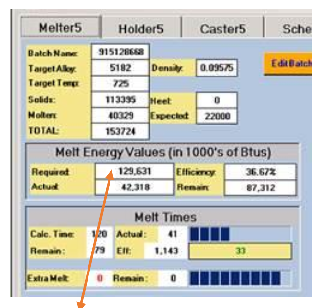 Melter5 Holder5 Caster5 Sche
Batch Name: 915128668
Target Alloy: 5182 Density: 0.09575 Edit Batch
Target Temp: 725
Solids: 113395 Heel: 0
Molten: 40329 Expected: 22000
TOTAL: 153724
Melt Energy Values (in 1000's of Btus)
Required: 129,631 Efficiency: 36.67%
Actual: 42,318 Remain: 87,312
Melt Times
Calc. Time: 120 Actual: 41
Remain: 79 Eff: 1,143 33
Extra Melt: 0 Remain: 0